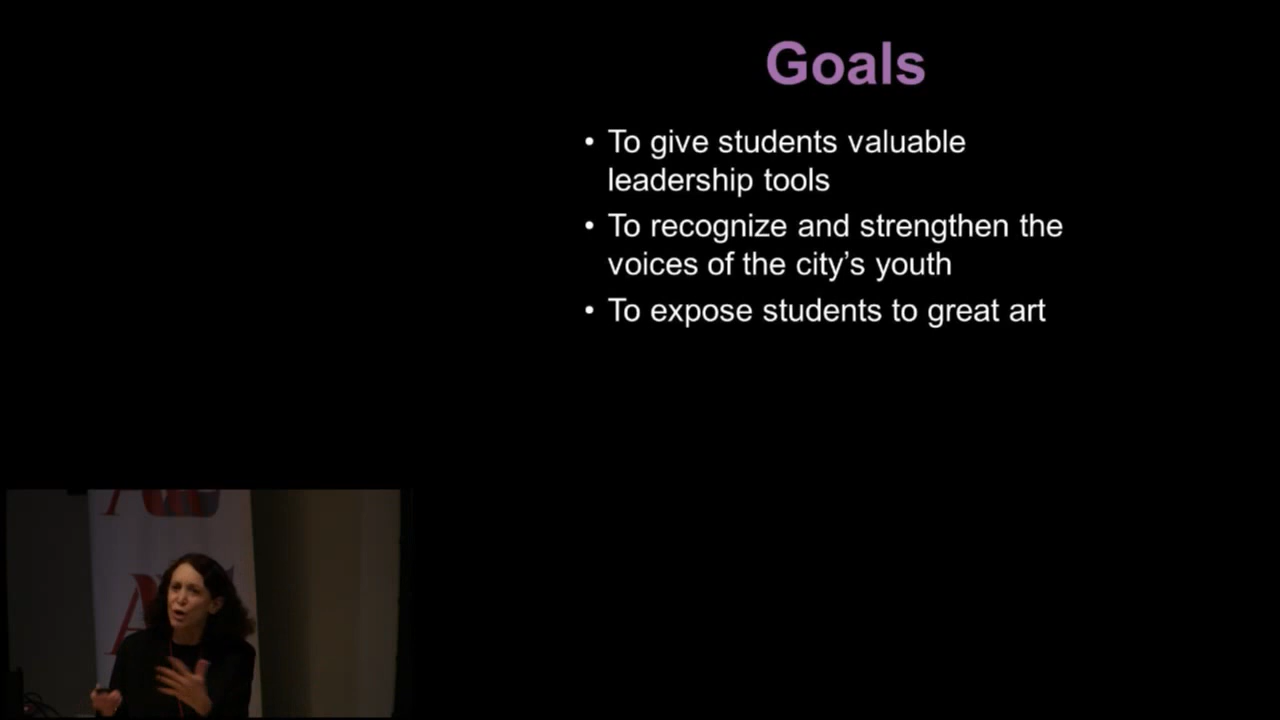 Goals
• To give students valuable
leadership tools
• To recognize and strengthen the
voices of the city’s youth
• To expose students to great art